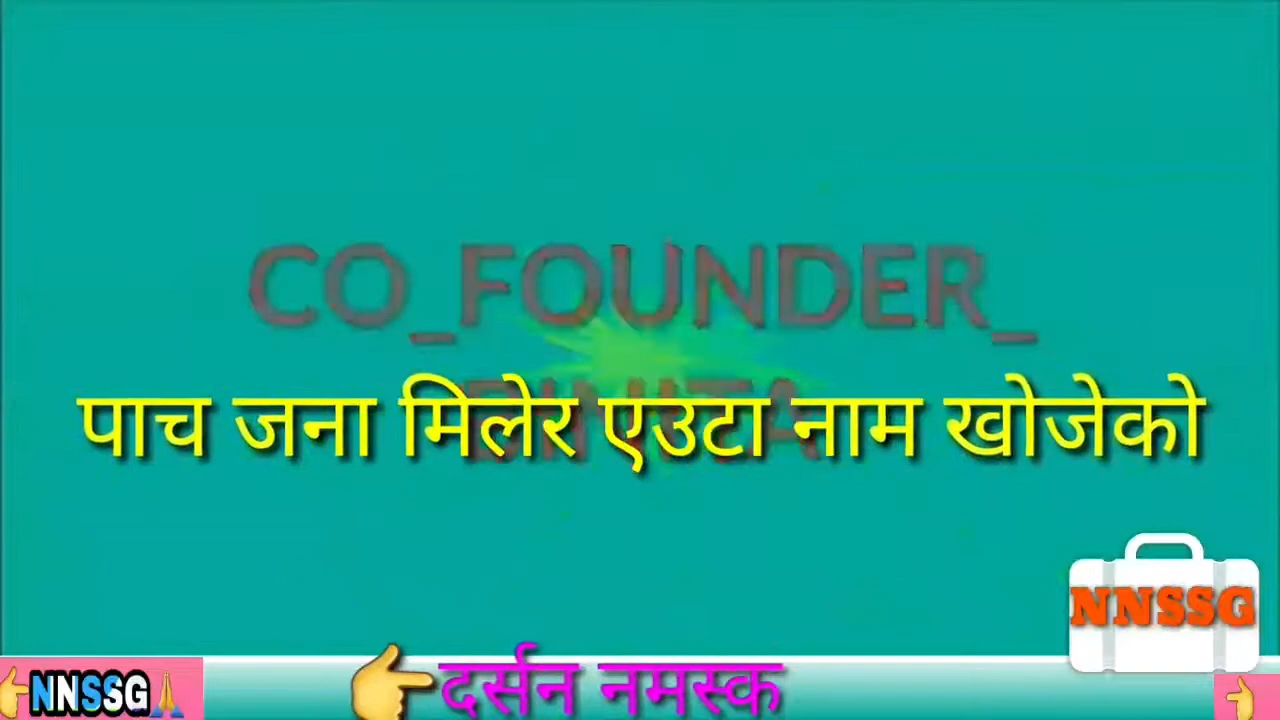 CO_FOUNDER_
पाच जना मिलेर एउटा नाम खोजेको
NNSSG
NNSSG🙏
👉दर्सन नमस्क